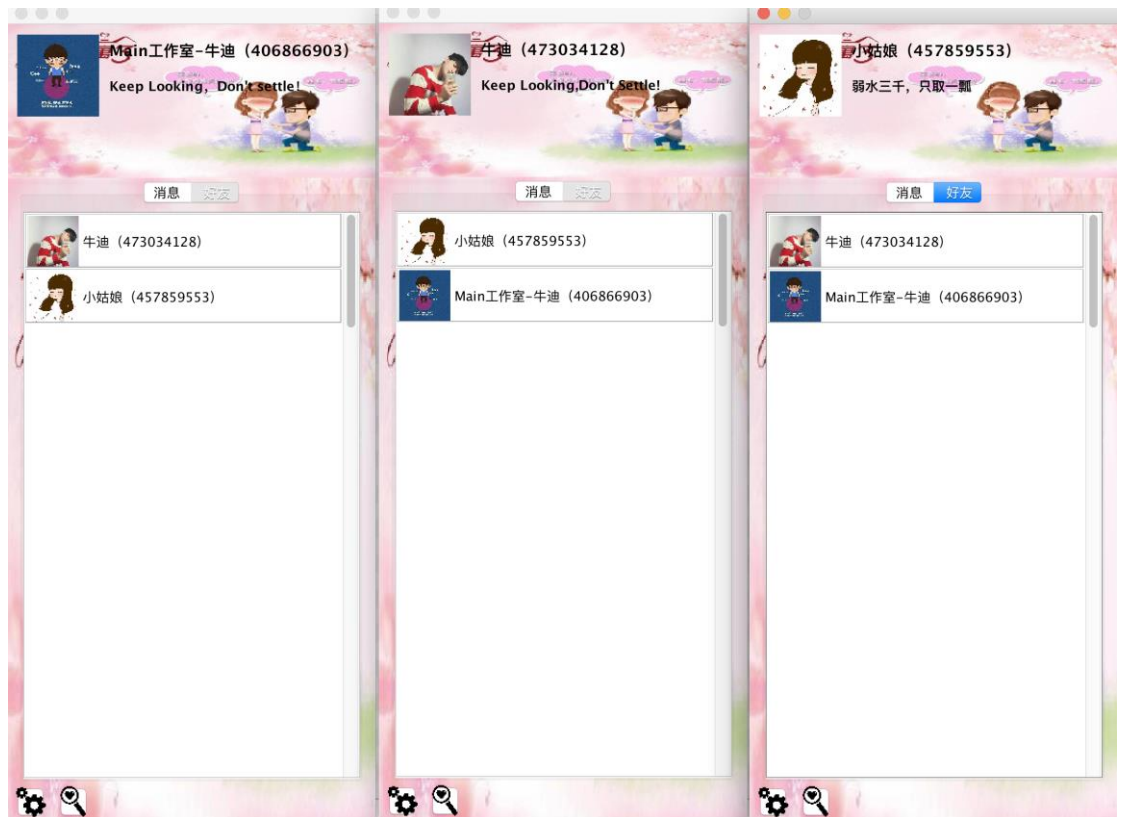 Main工作室-牛迪（406866903）
Keep Looking，Don't settle!
消息 好友
牛迪（473034128）
小姑娘（457859553）
牛迪（473034128）
Keep Looking,Don't Settle!
消息 好友
小姑娘（457859553）
Main工作室-牛迪（406866903）
小姑娘（457859553）
弱水三千，只取一瓢
消息 好友
牛迪（473034128）
Main工作室-牛迪（406866903）